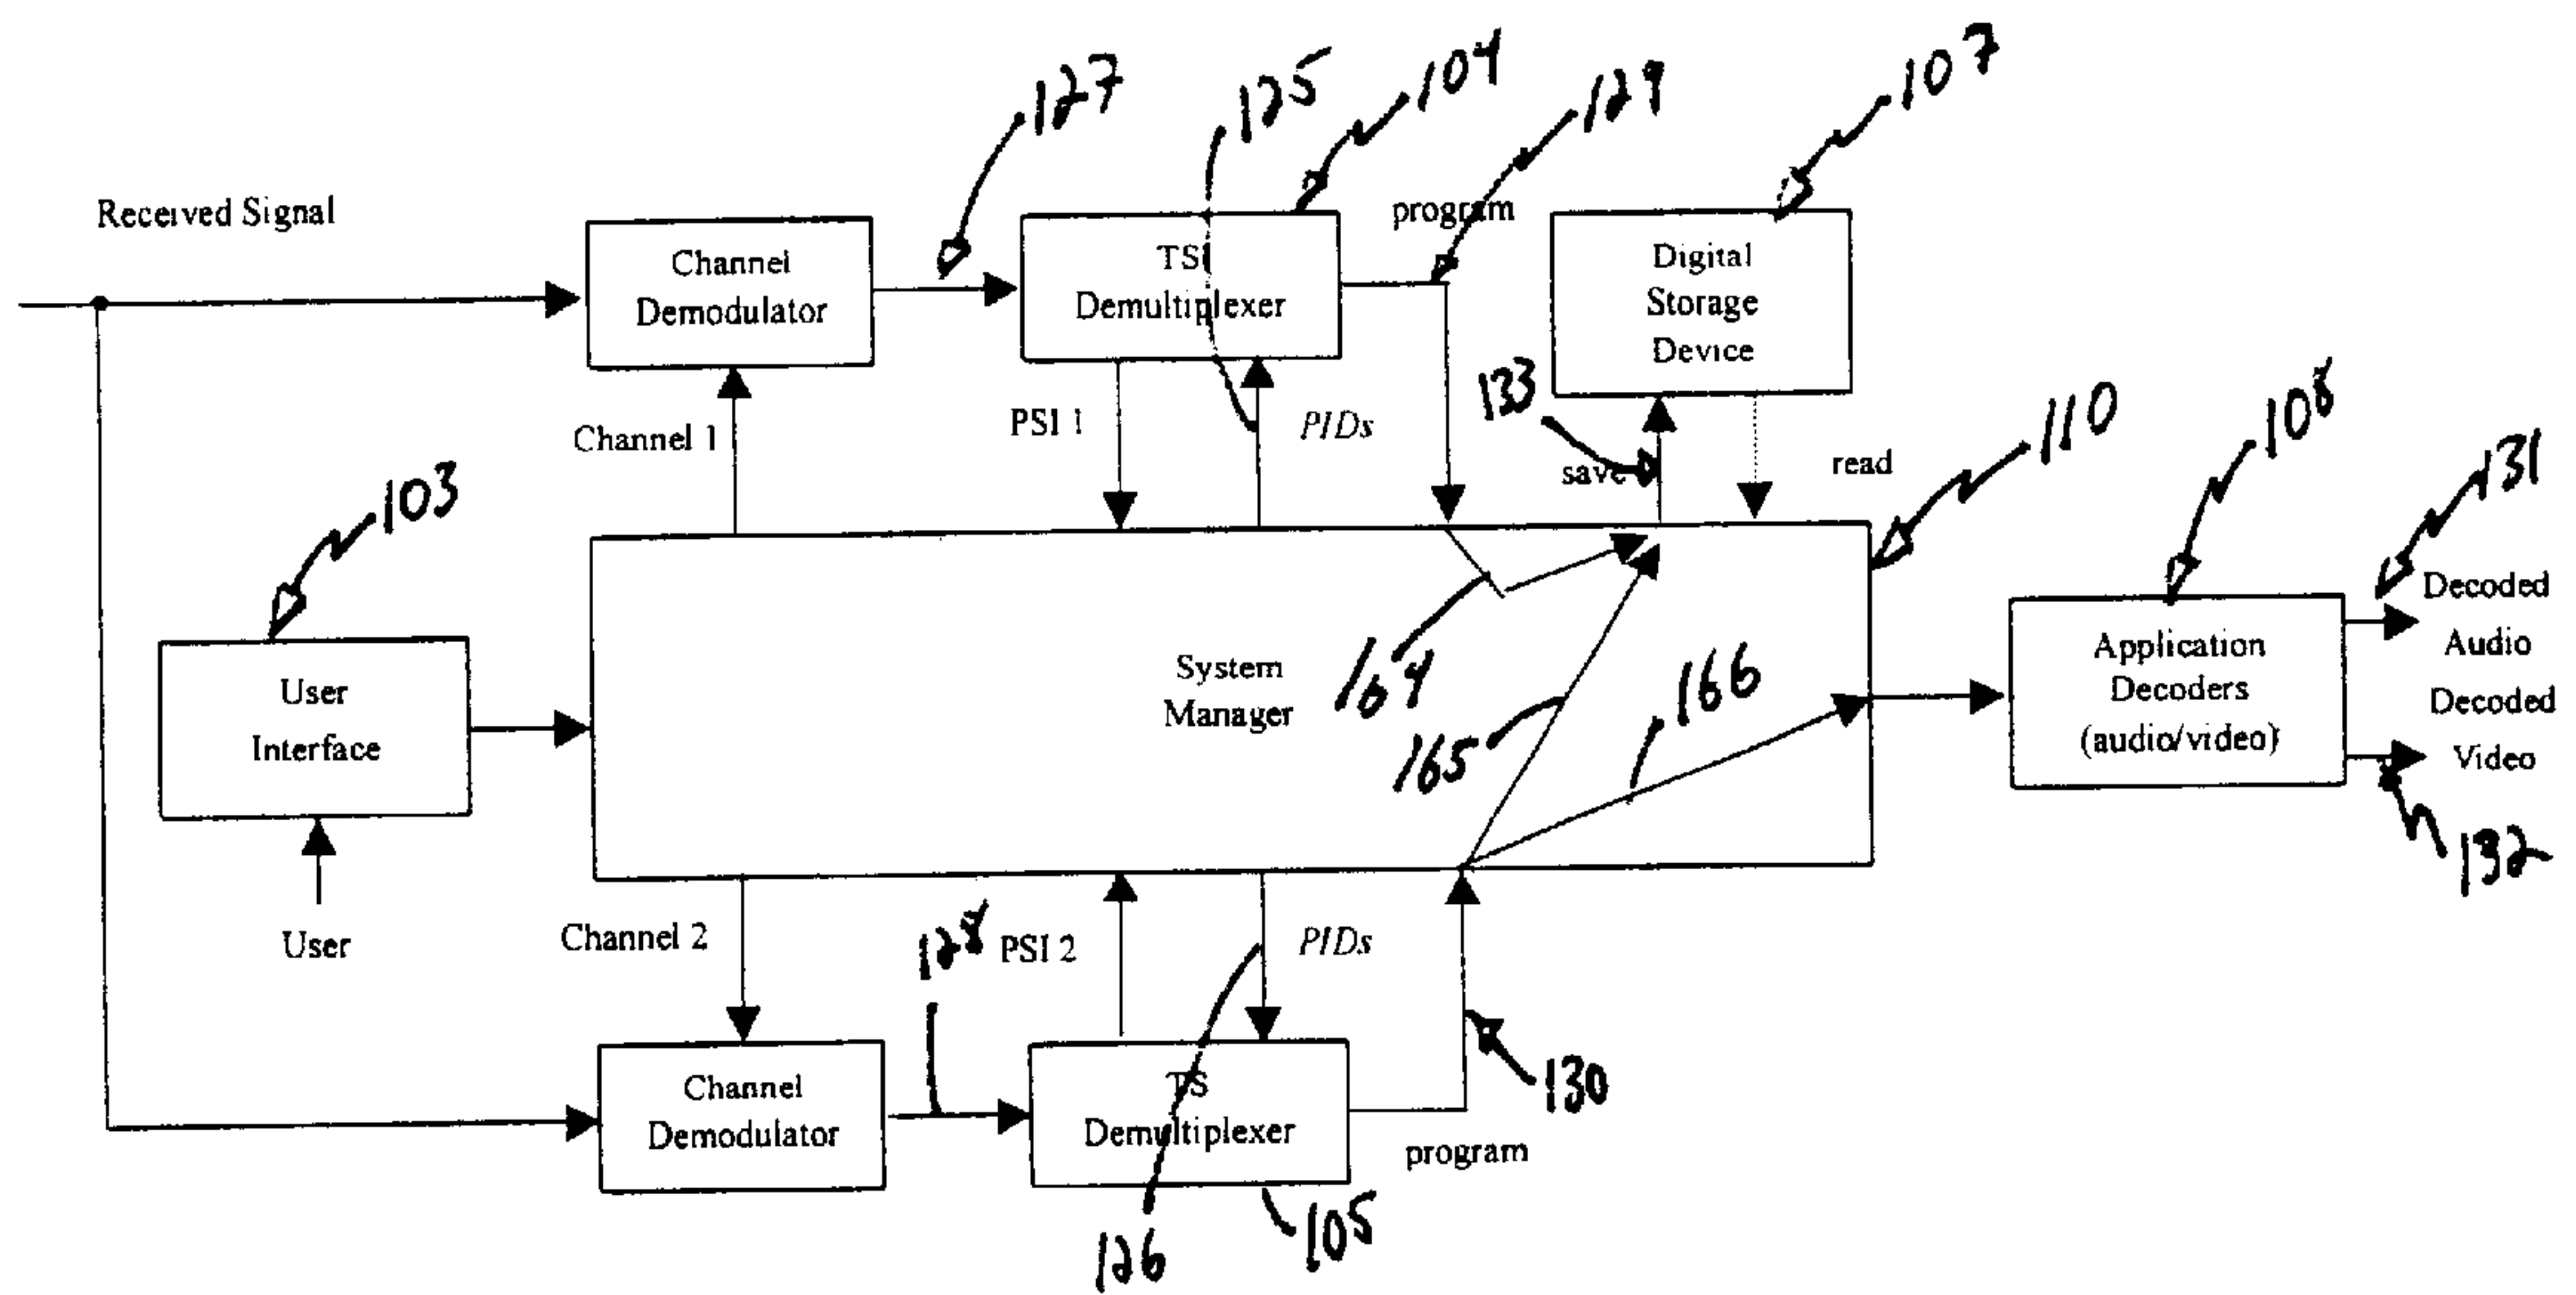 127
125
104
129
107
Received Signal
program
Channel
Demodulator
TS
Demultiplexer
Digital
Storage
Device
Channel 1
PSI 1
PIDs
133
save
read
110
108
131
103
User
Interface
User
System
Manager
164
165
166
Application
Decoders
(audio/video)
Decoded
Audio
Decoded
Video
132
Channel 2
128
PSI 2
PIDs
Channel
Demodulator
TS
Demultiplexer
130
program
126
105